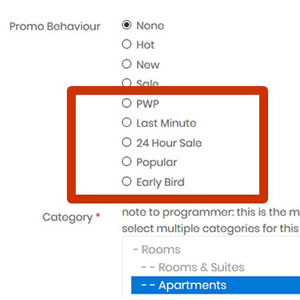 Promo Behaviour
None
Hot
New
Sale
PWP
Last Minute
24 Hour Sale
Popular
Early Bird
Category *
note to programmer: this is the m
select multiple categories for this
- Rooms
- - Rooms & Suites
- - Apartments